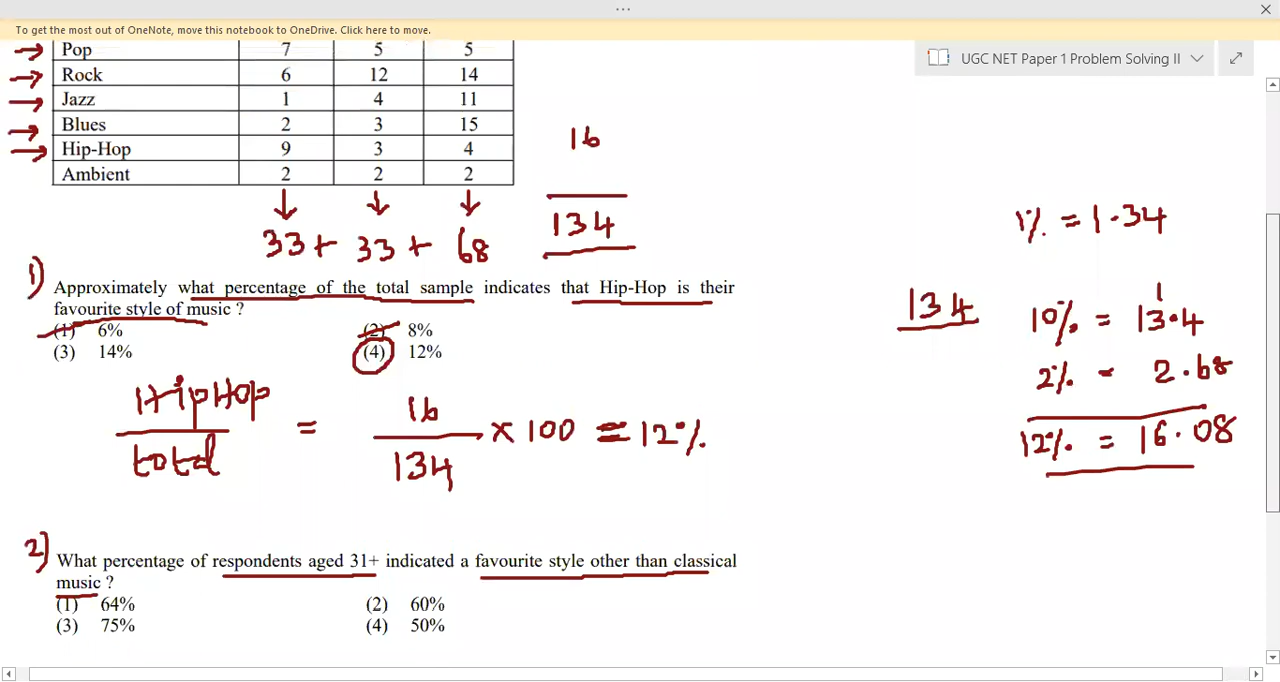 To get the most out of OneNote, move this notebook to OneDrive. Click here to move.
UGC NET Paper 1 Problem Solving II
Pop 7 5 5
Rock 6 12 14
Jazz 1 4 11
Blues 2 3 15
Hip-Hop 9 3 4
Ambient 2 2 2
16
134
33 + 33 + 68
1% = 1.34
134
10% = 13.4
1
2% = 2.68
12% = 16.08
1)
Approximately what percentage of the total sample indicates that Hip-Hop is their
favourite style of music ?
(1) 6% (2) 8%
(3) 14% (4) 12%
HipHop
total
=
16
134
× 100 = 12%
2)
What percentage of respondents aged 31+ indicated a favourite style other than classical
music ?
(1) 64% (2) 60%
(3) 75% (4) 50%